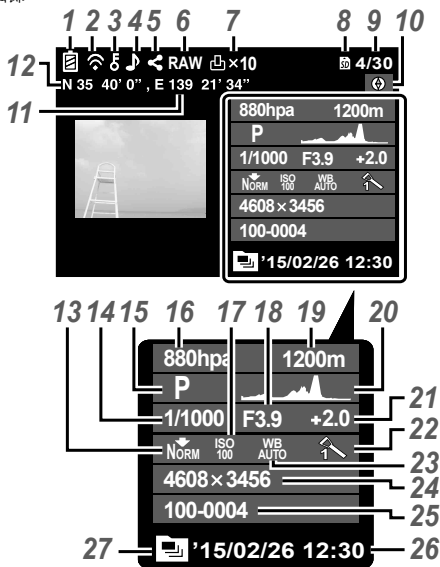 1 2 3 4 5 6 7 8 9 10
RAW ×10 SD 4/30
12 N 35 40' 0'' , E 139 21' 34''
11
880hpa 1200m
P
1/1000 F3.9 +2.0
NORM ISO 100 WB AUTO 1
4608×3456
100-0004
'15/02/26 12:30
13 14 15 16 17 18 19 20
880hpa 1200m
P
1/1000 F3.9 +2.0 21
NORM ISO 100 WB AUTO 1 22
23
4608×3456 24
100-0004 25
27 '15/02/26 12:30 26